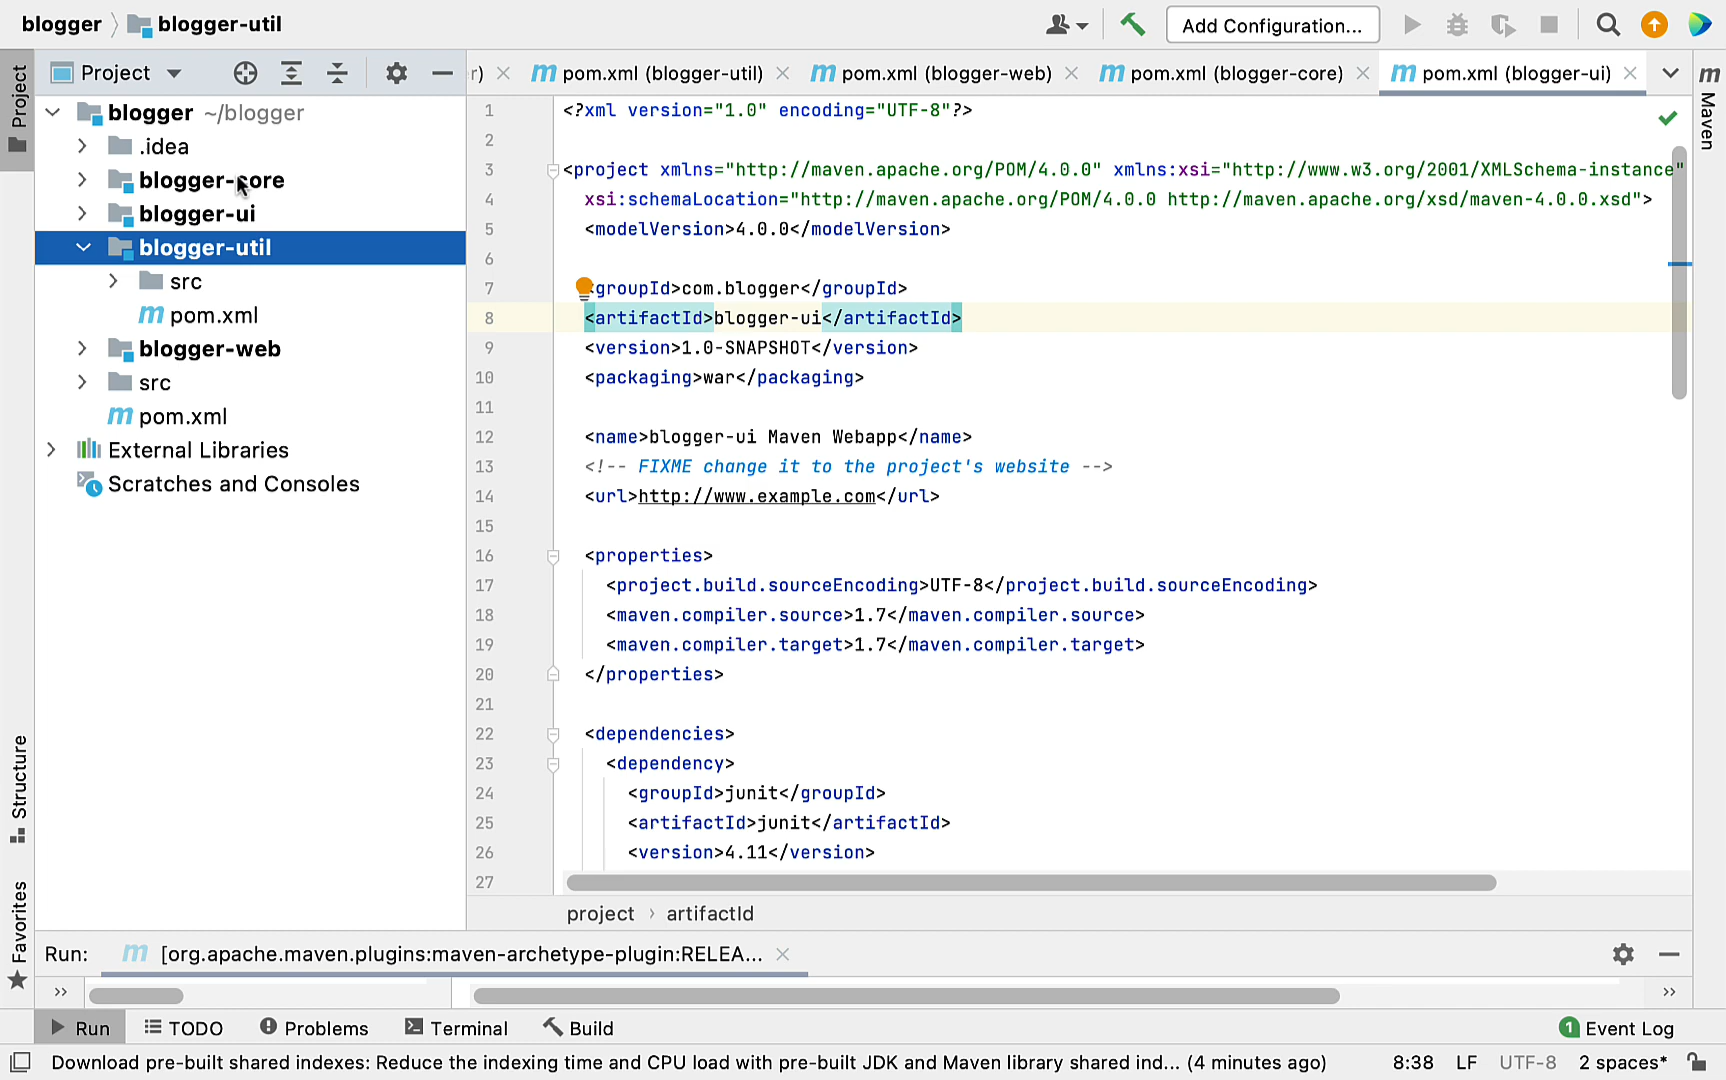 blogger 〉 blogger-util
Add Configuration...
Project
r)
pom.xml (blogger-util)
pom.xml (blogger-web)
pom.xml (blogger-core)
pom.xml (blogger-ui)
Project
Structure
Favorites
Maven
blogger ~/blogger
.idea
blogger-core
blogger-ui
blogger-util
src
pom.xml
blogger-web
src
pom.xml
External Libraries
Scratches and Consoles
1 <?xml version="1.0" encoding="UTF-8"?>
2
3 <project xmlns="http://maven.apache.org/POM/4.0.0" xmlns:xsi="http://www.w3.org/2001/XMLSchema-instance"
4 xsi:schemaLocation="http://maven.apache.org/POM/4.0.0 http://maven.apache.org/xsd/maven-4.0.0.xsd">
5 <modelVersion>4.0.0</modelVersion>
6
7 <groupId>com.blogger</groupId>
8 <artifactId>blogger-ui</artifactId>
9 <version>1.0-SNAPSHOT</version>
10 <packaging>war</packaging>
11
12 <name>blogger-ui Maven Webapp</name>
13 <!-- FIXME change it to the project's website -->
14 <url>http://www.example.com</url>
15
16 <properties>
17 <project.build.sourceEncoding>UTF-8</project.build.sourceEncoding>
18 <maven.compiler.source>1.7</maven.compiler.source>
19 <maven.compiler.target>1.7</maven.compiler.target>
20 </properties>
21
22 <dependencies>
23 <dependency>
24 <groupId>junit</groupId>
25 <artifactId>junit</artifactId>
26 <version>4.11</version>
27
project › artifactId
Run: [org.apache.maven.plugins:maven-archetype-plugin:RELEA...
Run TODO Problems Terminal Build
1 Event Log
Download pre-built shared indexes: Reduce the indexing time and CPU load with pre-built JDK and Maven library shared ind... (4 minutes ago) 8:38 LF UTF-8 2 spaces*